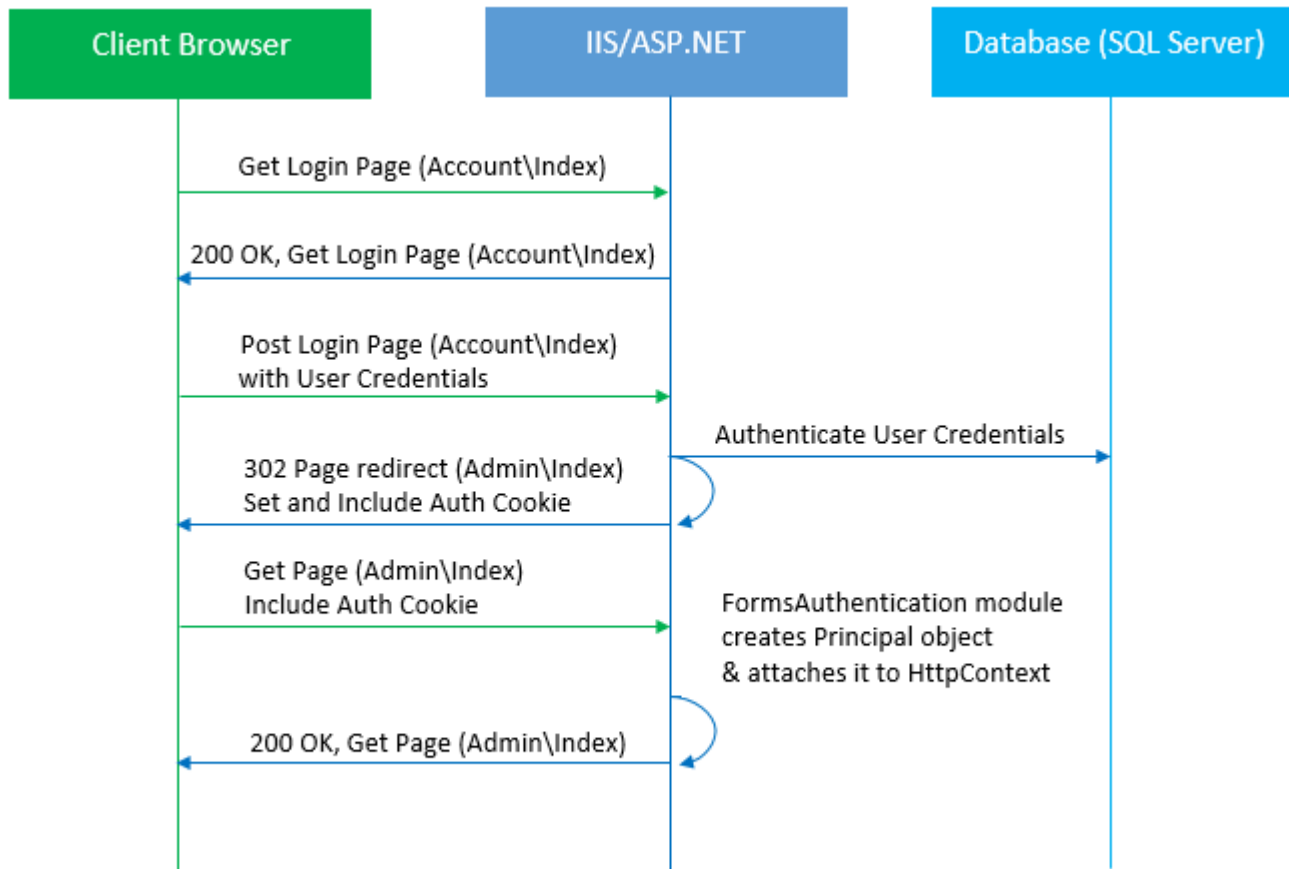 Client Browser
IIS/ASP.NET
Database (SQL Server)
Get Login Page (Account\Index)
200 OK, Get Login Page (Account\Index)
Post Login Page (Account\Index)
with User Credentials
Authenticate User Credentials
302 Page redirect (Admin\Index)
Set and Include Auth Cookie
Get Page (Admin\Index)
Include Auth Cookie
FormsAuthentication module
creates Principal object
& attaches it to HttpContext
200 OK, Get Page (Admin\Index)